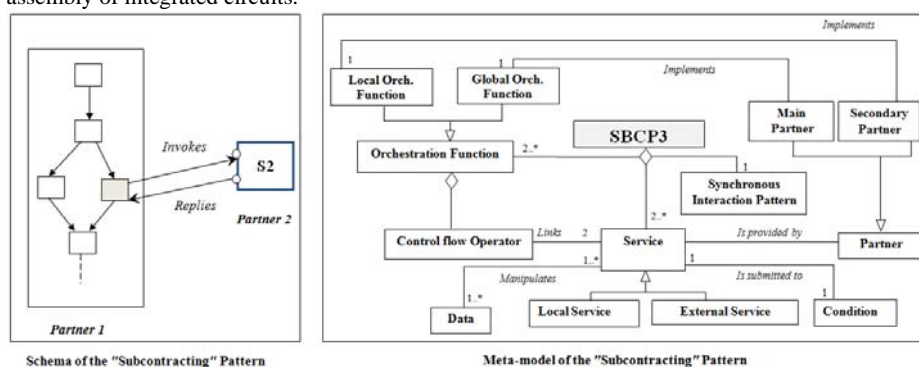 assembly of integrated circuits.
Invokes
S2
Replies
Partner 2
Partner 1
Schema of the "Subcontracting" Pattern
Implements
1
1
Implements
Local Orch.
Function
Global Orch.
Function
Main
Partner
Secondary
Partner
SBCP3
Orchestration Function
2..*
1
Synchronous
Interaction Pattern
2..*
Control flow Operator
Links
2
Service
Is provided by
Partner
1..*
1
Manipulates
Is submitted to
1..*
1
Data
Local Service
External Service
Condition
Meta-model of the "Subcontracting" Pattern